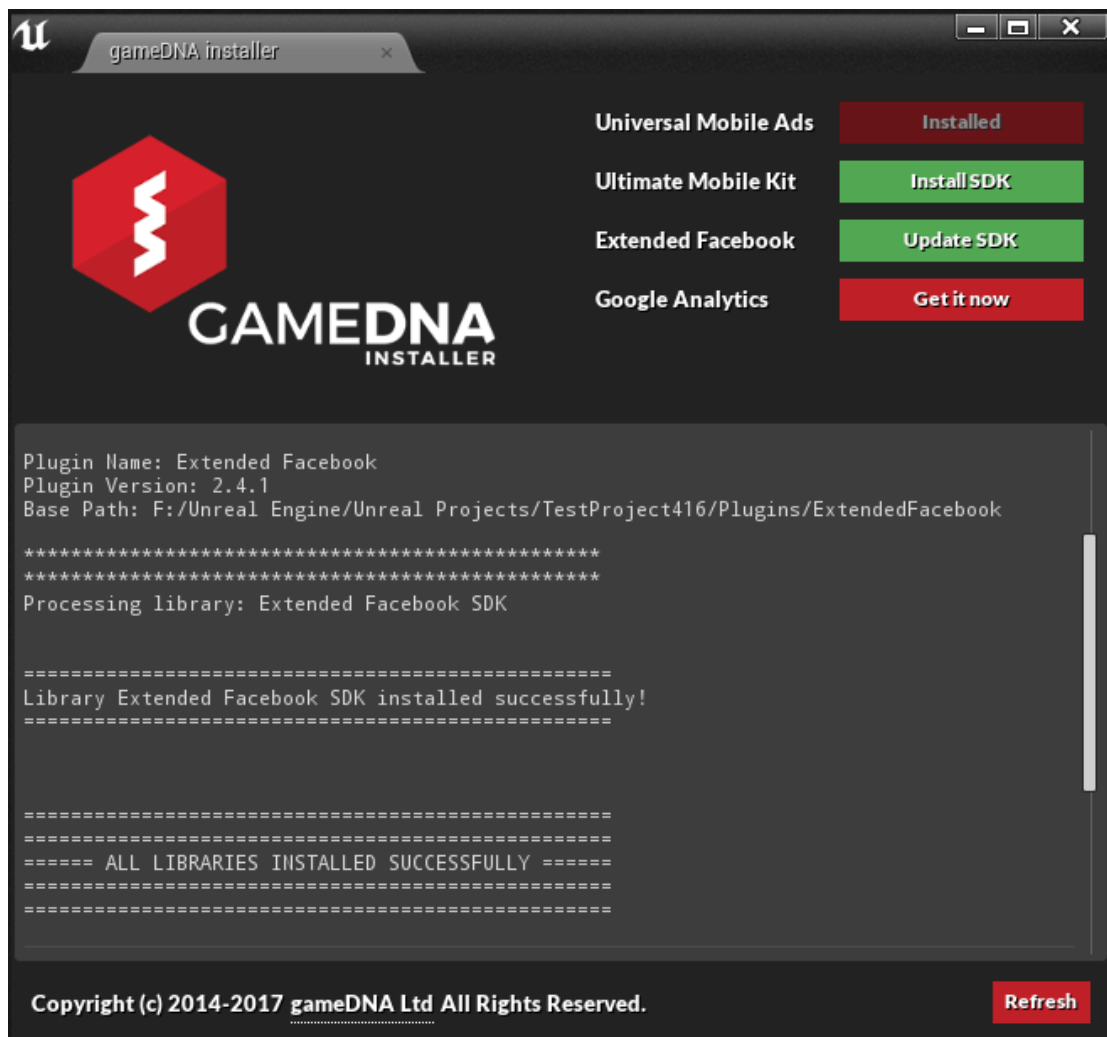 gameDNA installer
Universal Mobile Ads Installed
Ultimate Mobile Kit Install SDK
Extended Facebook Update SDK
Google Analytics Get it now
GAMEDNA
INSTALLER
Plugin Name: Extended Facebook
Plugin Version: 2.4.1
Base Path: F:/Unreal Engine/Unreal Projects/TestProject416/Plugins/ExtendedFacebook
*************************************************
*************************************************
Processing library: Extended Facebook SDK
==================================================
Library Extended Facebook SDK installed successfully!
==================================================
==================================================
==================================================
====== ALL LIBRARIES INSTALLED SUCCESSFULLY ======
==================================================
==================================================
Copyright (c) 2014-2017 gameDNA Ltd All Rights Reserved.
Refresh